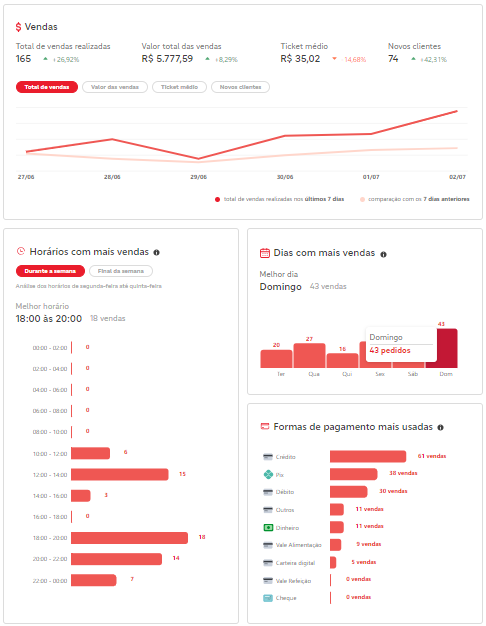 $ Vendas
Total de vendas realizadas
165 +26,92%
Valor total das vendas
R$ 5.777,59 +8,29%
Ticket médio
R$ 35,02 -14,68%
Novos clientes
74 +42,31%
Total de vendas Valor das vendas Ticket médio Novos clientes
27/06 28/06 29/06 30/06 01/07 02/07
total de vendas realizadas nos últimos 7 dias comparação com os 7 dias anteriores
Horários com mais vendas
Durante a semana Final da semana
Análise dos horários da segunda-feira até quinta-feira
Melhor horário
18:00 às 20:00 18 vendas
00:00 - 02:00 0
02:00 - 04:00 0
04:00 - 06:00 0
06:00 - 08:00 0
08:00 - 10:00 0
10:00 - 12:00 6
12:00 - 14:00 15
14:00 - 16:00 3
16:00 - 18:00 0
18:00 - 20:00 18
20:00 - 22:00 14
22:00 - 00:00 7
Dias com mais vendas
Melhor dia
Domingo 43 vendas
20 27 16 43
Domingo
43 pedidos
Ter Qua Qui Sex Sáb Dom
Formas de pagamento mais usadas
Crédito 61 vendas
Pix 38 vendas
Débito 30 vendas
Outros 11 vendas
Dinheiro 11 vendas
Vale Alimentação 9 vendas
Carteira digital 5 vendas
Vale Refeição 0 vendas
Cheque 0 vendas